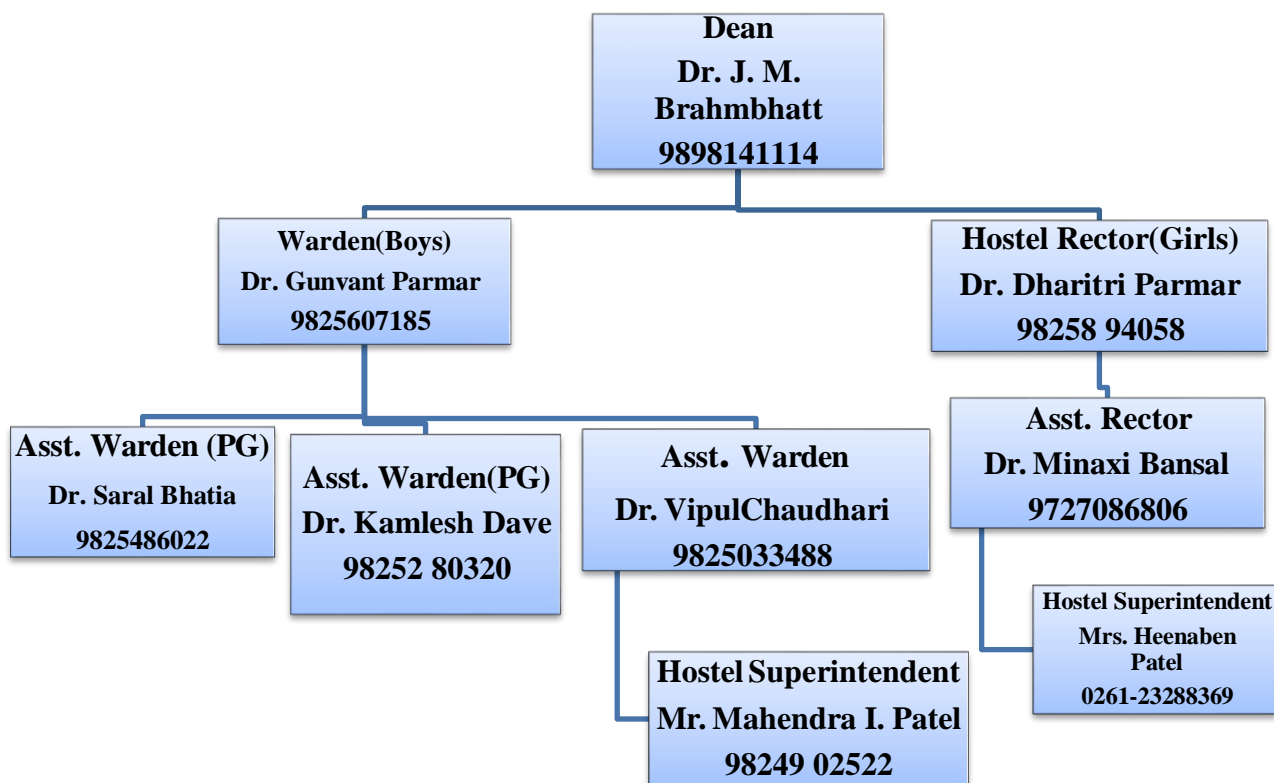 Dean
Dr. J. M.
Brahmbhatt
9898141114
Warden(Boys)
Dr. Gunvant Parmar
9825607185
Hostel Rector(Girls)
Dr. Dharitri Parmar
98258 94058
Asst. Warden (PG)
Dr. Saral Bhatia
9825486022
Asst. Warden(PG)
Dr. Kamlesh Dave
98252 80320
Asst. Warden
Dr. VipulChaudhari
9825033488
Asst. Rector
Dr. Minaxi Bansal
9727086806
Hostel Superintendent
Mr. Mahendra I. Patel
98249 02522
Hostel Superintendent
Mrs. Heenaben
Patel
0261-23288369